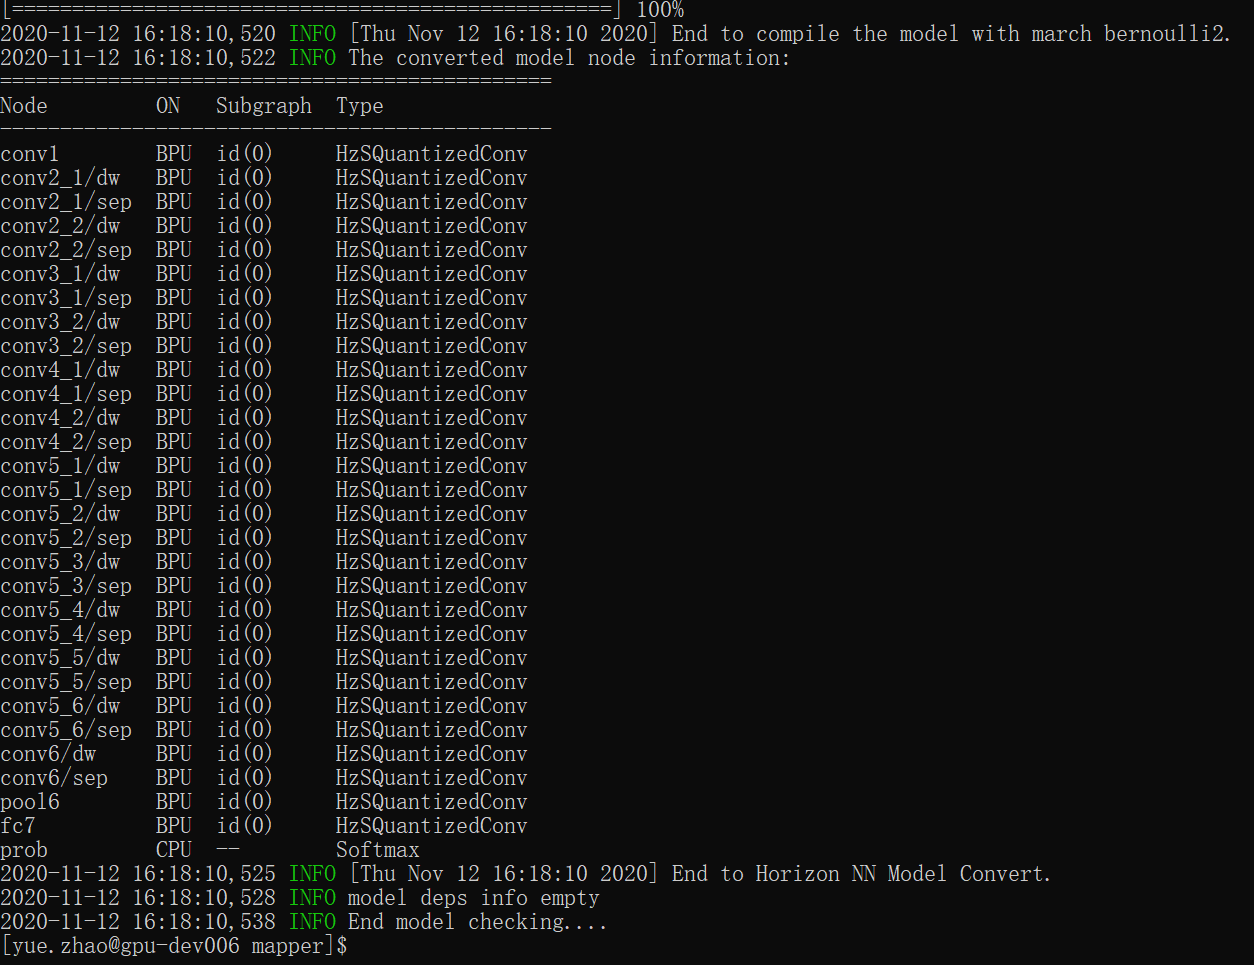 [==================================================] 100%
2020-11-12 16:18:10,520 INFO [Thu Nov 12 16:18:10 2020] End to compile the model with march bernoulli2.
2020-11-12 16:18:10,522 INFO The converted model node information:
==============================================
Node         ON   Subgraph  Type
----------------------------------------------
conv1        BPU  id(0)     HzSQuantizedConv
conv2_1/dw   BPU  id(0)     HzSQuantizedConv
conv2_1/sep  BPU  id(0)     HzSQuantizedConv
conv2_2/dw   BPU  id(0)     HzSQuantizedConv
conv2_2/sep  BPU  id(0)     HzSQuantizedConv
conv3_1/dw   BPU  id(0)     HzSQuantizedConv
conv3_1/sep  BPU  id(0)     HzSQuantizedConv
conv3_2/dw   BPU  id(0)     HzSQuantizedConv
conv3_2/sep  BPU  id(0)     HzSQuantizedConv
conv4_1/dw   BPU  id(0)     HzSQuantizedConv
conv4_1/sep  BPU  id(0)     HzSQuantizedConv
conv4_2/dw   BPU  id(0)     HzSQuantizedConv
conv4_2/sep  BPU  id(0)     HzSQuantizedConv
conv5_1/dw   BPU  id(0)     HzSQuantizedConv
conv5_1/sep  BPU  id(0)     HzSQuantizedConv
conv5_2/dw   BPU  id(0)     HzSQuantizedConv
conv5_2/sep  BPU  id(0)     HzSQuantizedConv
conv5_3/dw   BPU  id(0)     HzSQuantizedConv
conv5_3/sep  BPU  id(0)     HzSQuantizedConv
conv5_4/dw   BPU  id(0)     HzSQuantizedConv
conv5_4/sep  BPU  id(0)     HzSQuantizedConv
conv5_5/dw   BPU  id(0)     HzSQuantizedConv
conv5_5/sep  BPU  id(0)     HzSQuantizedConv
conv5_6/dw   BPU  id(0)     HzSQuantizedConv
conv5_6/sep  BPU  id(0)     HzSQuantizedConv
conv6/dw     BPU  id(0)     HzSQuantizedConv
conv6/sep    BPU  id(0)     HzSQuantizedConv
pool6        BPU  id(0)     HzSQuantizedConv
fc7          BPU  id(0)     HzSQuantizedConv
prob         CPU  --        Softmax
2020-11-12 16:18:10,525 INFO [Thu Nov 12 16:18:10 2020] End to Horizon NN Model Convert.
2020-11-12 16:18:10,528 INFO model deps info empty
2020-11-12 16:18:10,538 INFO End model checking....
[yue.zhao@gpu-dev006 mapper]$